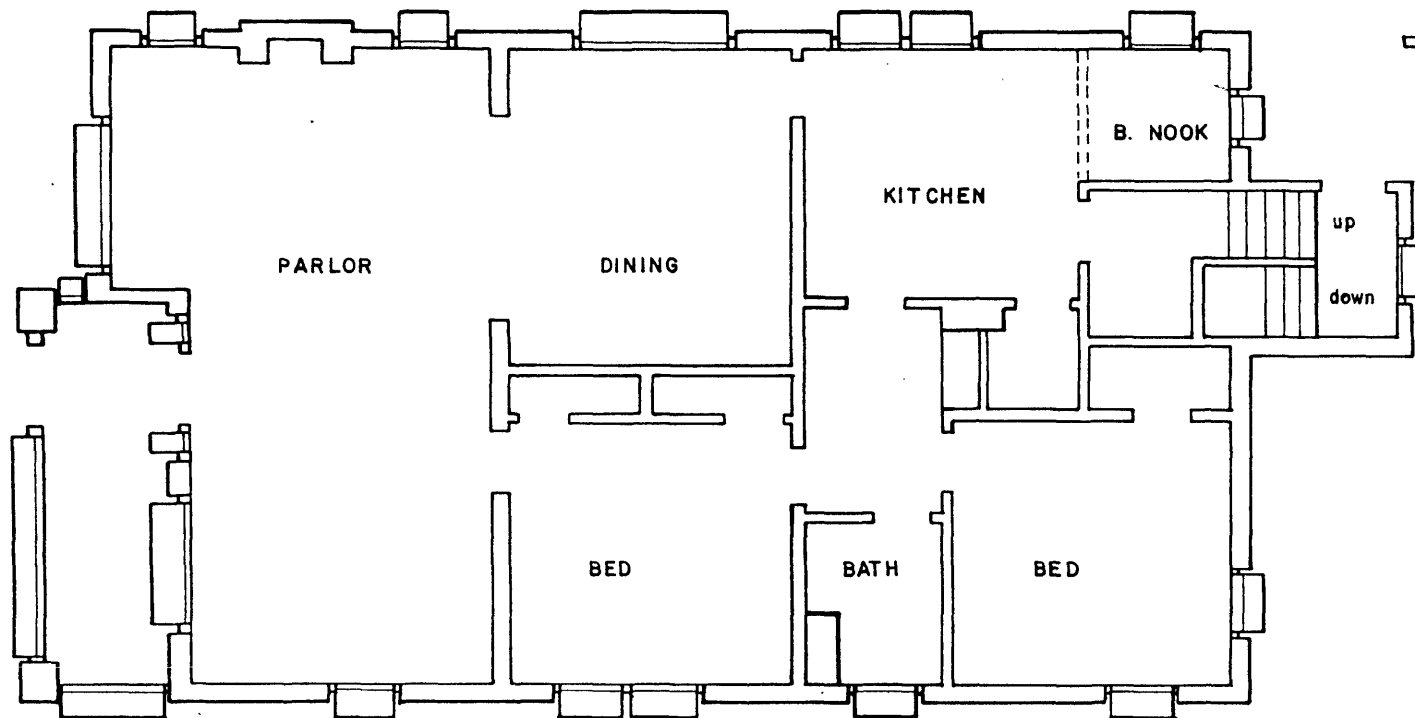 B. NOOK
KITCHEN
up
PARLOR
DINING
down
BED
BATH
BED